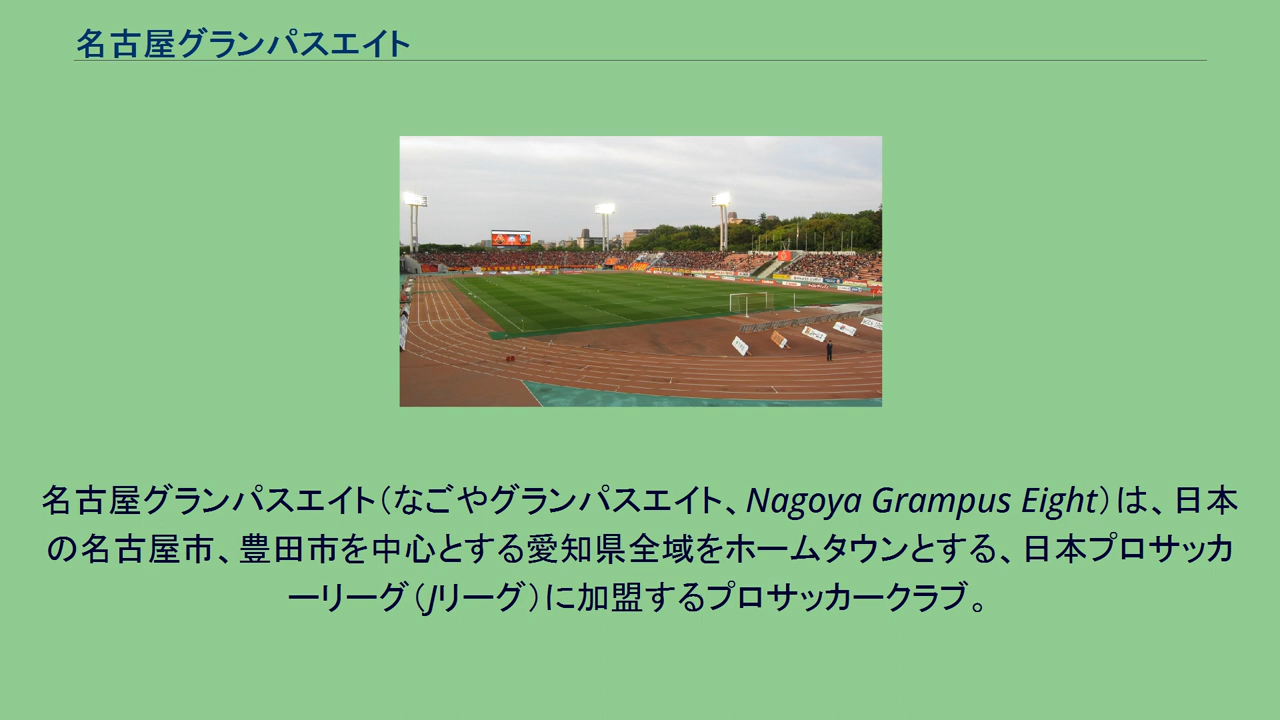 名古屋グランパスエイト
名古屋グランパスエイト（なごやグランパスエイト、Nagoya Grampus Eight）は、日本
の名古屋市、豊田市を中心とする愛知県全域をホームタウンとする、日本プロサッカ
ーリーグ（Jリーグ）に加盟するプロサッカークラブ。